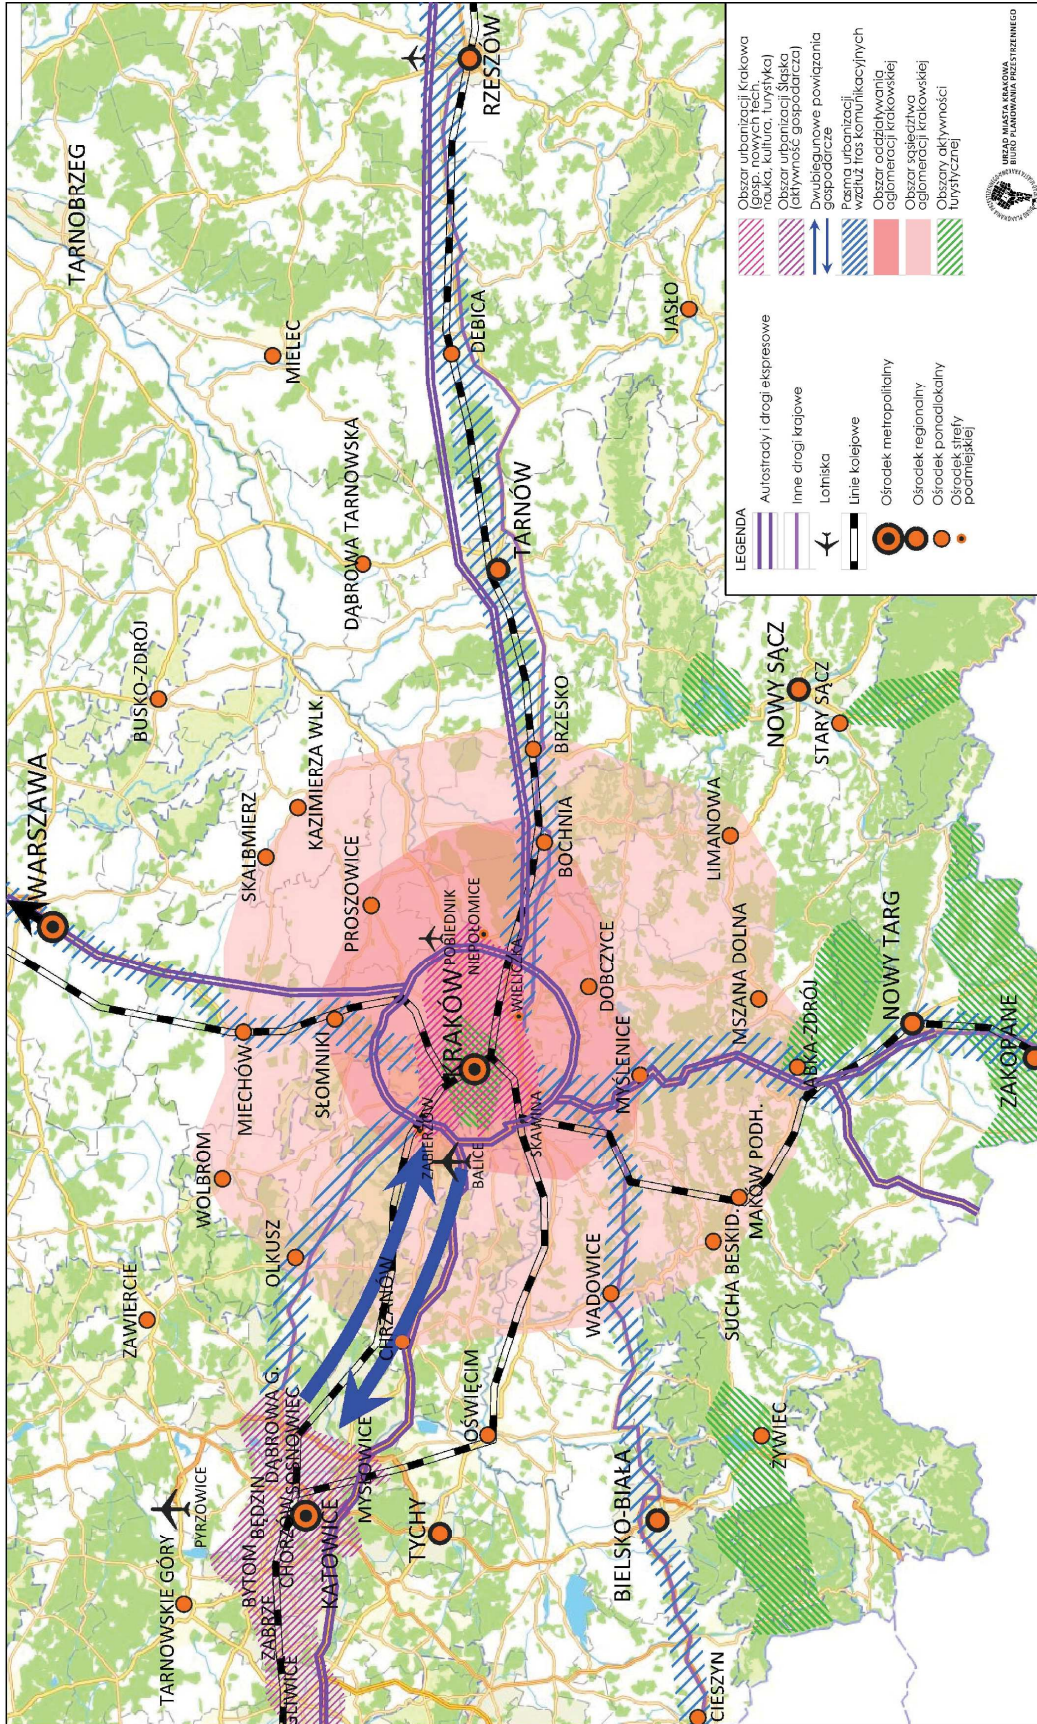 WARSZAWA
TARNOBRZEG
ZAWIERCIE
BUSKO-ZDRÓJ
TARNOWSKIE GÓRY
PYRZOWICE
WOLBROM
MIECHÓW
SKALBMIERZ
MIELEC
BYTOM
BĘDZIN
DĄBROWA G.
OLKUSZ
SŁOMNIKI
KAZIMIERZA WLK.
ZABRZE
CHORZÓW
SOSNOWIEC
GLIWICE
KATOWICE
PROSZOWICE
DĄBROWA TARNOWSKA
MYSŁOWICE
CHRZANÓW
ZABIERZÓW
KRAKÓW
POBIEDNIK
NIEPOŁOMICE
RZESZÓW
TYCHY
BALICE
DĘBICA
OŚWIĘCIM
WIELICZKA
TARNÓW
SKAWINA
BOCHNIA
BRZESKO
WADOWICE
MYŚLENICE
DOBCZYCE
BIELSKO-BIAŁA
JASŁO
CIESZYN
SUCHA BESKID.
MAKÓW PODH.
MSZANA DOLNA
LIMANOWA
ŻYWIEC
RABKA-ZDRÓJ
NOWY SĄCZ
STARY SĄCZ
NOWY TARG
ZAKOPANE
LEGENDA
Autostrady i drogi ekspresowe
Inne drogi krajowe
Lotniska
Linie kolejowe
Ośrodek metropolitalny
Ośrodek regionalny
Ośrodek ponadlokalny
Ośrodek strefy
podmiejskiej
Obszar urbanizacji Krakowa
(gosp. nowych tech.
nauka, kultura, turystyka)
Obszar urbanizacji Śląska
(aktywność gospodarcza)
Dwubiegunowe powiązania
gospodarcze
Pasma urbanizacji
wzdłuż tras komunikacyjnych
Obszar oddziaływania
aglomeracji krakowskiej
Obszar sąsiedztwa
aglomeracji krakowskiej
Obszary aktywności
turystycznej
URZĄD MIASTA KRAKOWA
BIURO PLANOWANIA PRZESTRZENNEGO